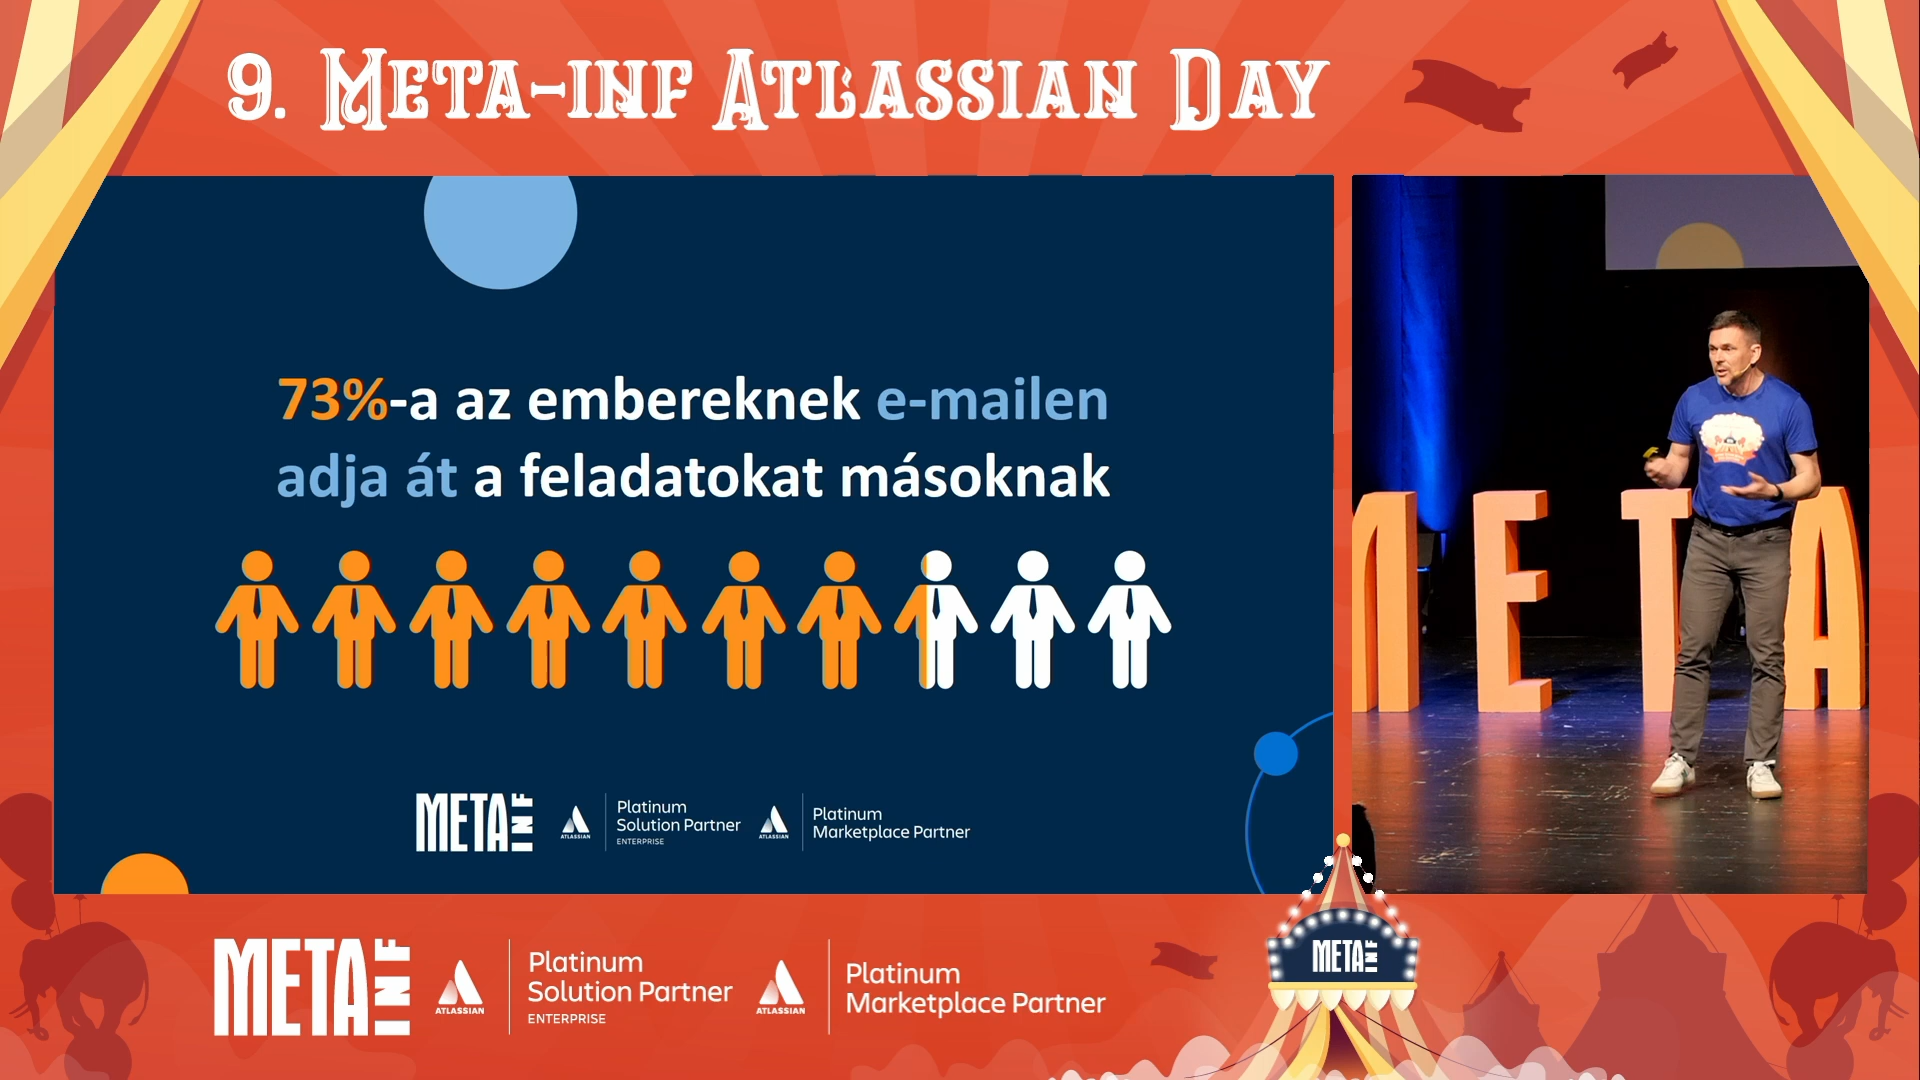 9. META-INF ATLASSIAN DAY
73%-a az embereknek e-mailen
adja át a feladatokat másoknak
META INF
ATLASSIAN
Platinum
Solution Partner
ENTERPRISE
ATLASSIAN
Platinum
Marketplace Partner
META
META INF
META INF
ATLASSIAN
Platinum
Solution Partner
ENTERPRISE
ATLASSIAN
Platinum
Marketplace Partner